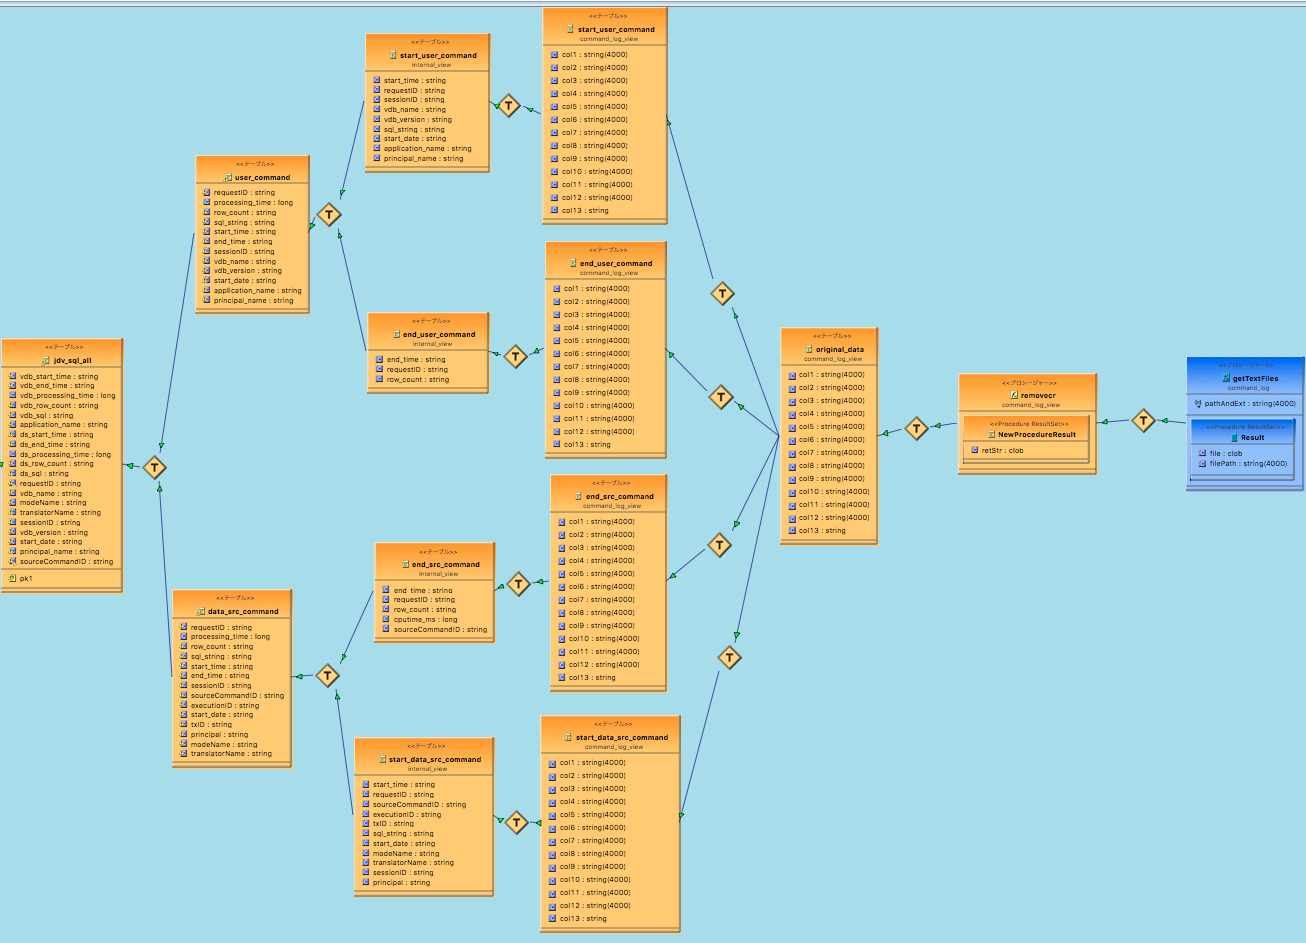 <<テーブル>>
jdv_sql_all
vdb_start_time : string
vdb_end_time : string
vdb_processing_time : long
vdb_row_count : string
vdb_sql : string
application_name : string
ds_start_time : string
ds_end_time : string
ds_processing_time : long
ds_row_count : string
ds_sql : string
requestID : string
vdb_name : string
modeName : string
translatorName : string
sessionID : string
vdb_version : string
start_date : string
principal_name : string
sourceCommandID : string
pk1
<<テーブル>>
user_command
requestID : string
processing_time : long
row_count : string
sql_string : string
start_time : string
end_time : string
sessionID : string
vdb_name : string
vdb_version : string
start_date : string
application_name : string
principal_name : string
<<テーブル>>
data_src_command
requestID : string
processing_time : long
row_count : string
sql_string : string
start_time : string
end_time : string
sessionID : string
sourceCommandID : string
executionID : string
start_date : string
txID : string
principal : string
modeName : string
translatorName : string
T
T
T
<<テーブル>>
start_user_command
internal_view
start_time : string
requestID : string
sessionID : string
vdb_name : string
vdb_version : string
sql_string : string
start_date : string
application_name : string
principal_name : string
<<テーブル>>
end_user_command
internal_view
end_time : string
requestID : string
row_count : string
<<テーブル>>
end_src_command
internal_view
end_time : string
requestID : string
row_count : string
cputime_ms : long
sourceCommandID : string
<<テーブル>>
start_data_src_command
internal_view
start_time : string
requestID : string
sourceCommandID : string
executionID : string
txID : string
sql_string : string
start_date : string
modeName : string
translatorName : string
sessionID : string
principal : string
T
T
T
T
<<テーブル>>
start_user_command
command_log_view
col1 : string(4000)
col2 : string(4000)
col3 : string(4000)
col4 : string(4000)
col5 : string(4000)
col6 : string(4000)
col7 : string(4000)
col8 : string(4000)
col9 : string(4000)
col10 : string(4000)
col11 : string(4000)
col12 : string(4000)
col13 : string
<<テーブル>>
end_user_command
command_log_view
col1 : string(4000)
col2 : string(4000)
col3 : string(4000)
col4 : string(4000)
col5 : string(4000)
col6 : string(4000)
col7 : string(4000)
col8 : string(4000)
col9 : string(4000)
col10 : string(4000)
col11 : string(4000)
col12 : string(4000)
col13 : string
<<テーブル>>
end_src_command
command_log_view
col1 : string(4000)
col2 : string(4000)
col3 : string(4000)
col4 : string(4000)
col5 : string(4000)
col6 : string(4000)
col7 : string(4000)
col8 : string(4000)
col9 : string(4000)
col10 : string(4000)
col11 : string(4000)
col12 : string(4000)
col13 : string
<<テーブル>>
start_data_src_command
command_log_view
col1 : string(4000)
col2 : string(4000)
col3 : string(4000)
col4 : string(4000)
col5 : string(4000)
col6 : string(4000)
col7 : string(4000)
col8 : string(4000)
col9 : string(4000)
col10 : string(4000)
col11 : string(4000)
col12 : string(4000)
col13 : string
T
T
T
T
<<テーブル>>
original_data
command_log_view
col1 : string(4000)
col2 : string(4000)
col3 : string(4000)
col4 : string(4000)
col5 : string(4000)
col6 : string(4000)
col7 : string(4000)
col8 : string(4000)
col9 : string(4000)
col10 : string(4000)
col11 : string(4000)
col12 : string(4000)
col13 : string
T
<<プロシージャー>>
removecr
command_log_view
<<Procedure ResultSet>>
NewProcedureResult
retStr : clob
T
<<プロシージャー>>
getTextFiles
command_log
pathAndExt : string(4000)
<<Procedure ResultSet>>
Result
file : clob
filePath : string(4000)